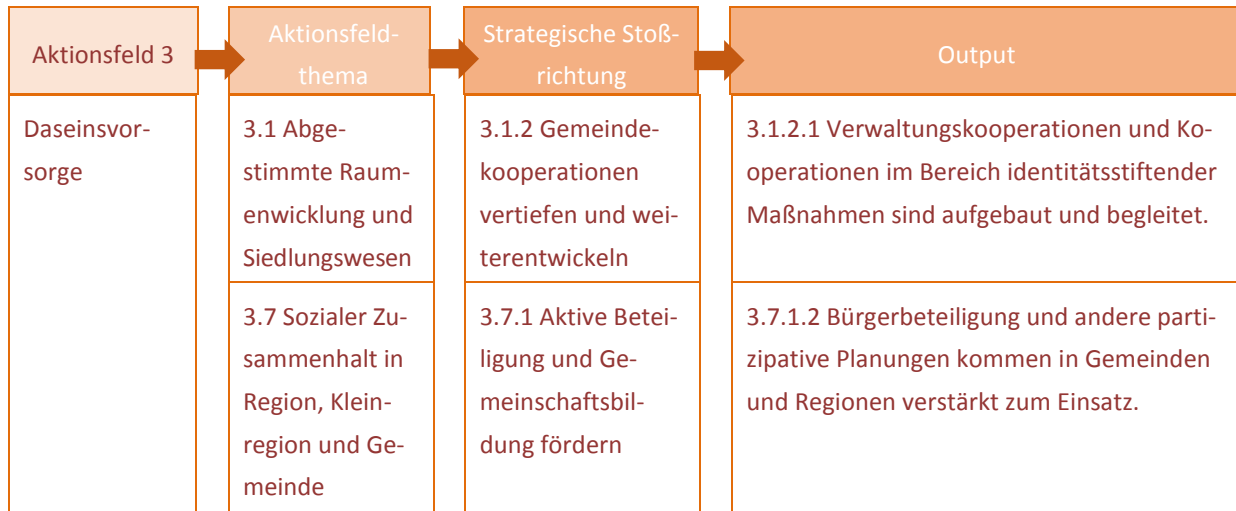 Aktionsfeld 3
Aktionsfeld-
thema
Strategische Stoß-
richtung
Output
Daseinsvor-
sorge
3.1 Abge-
stimmte Raum-
enwicklung und
Siedlungswesen
3.1.2 Gemeinde-
kooperationen
vertiefen und wei-
terentwickeln
3.1.2.1 Verwaltungskooperationen und Ko-
operationen im Bereich identitätsstiftender
Maßnahmen sind aufgebaut und begleitet.
3.7 Sozialer Zu-
sammenhalt in
Region, Klein-
region und Ge-
meinde
3.7.1 Aktive Betei-
ligung und Ge-
meinschaftsbil-
dung fördern
3.7.1.2 Bürgerbeteiligung und andere parti-
zipative Planungen kommen in Gemeinden
und Regionen verstärkt zum Einsatz.